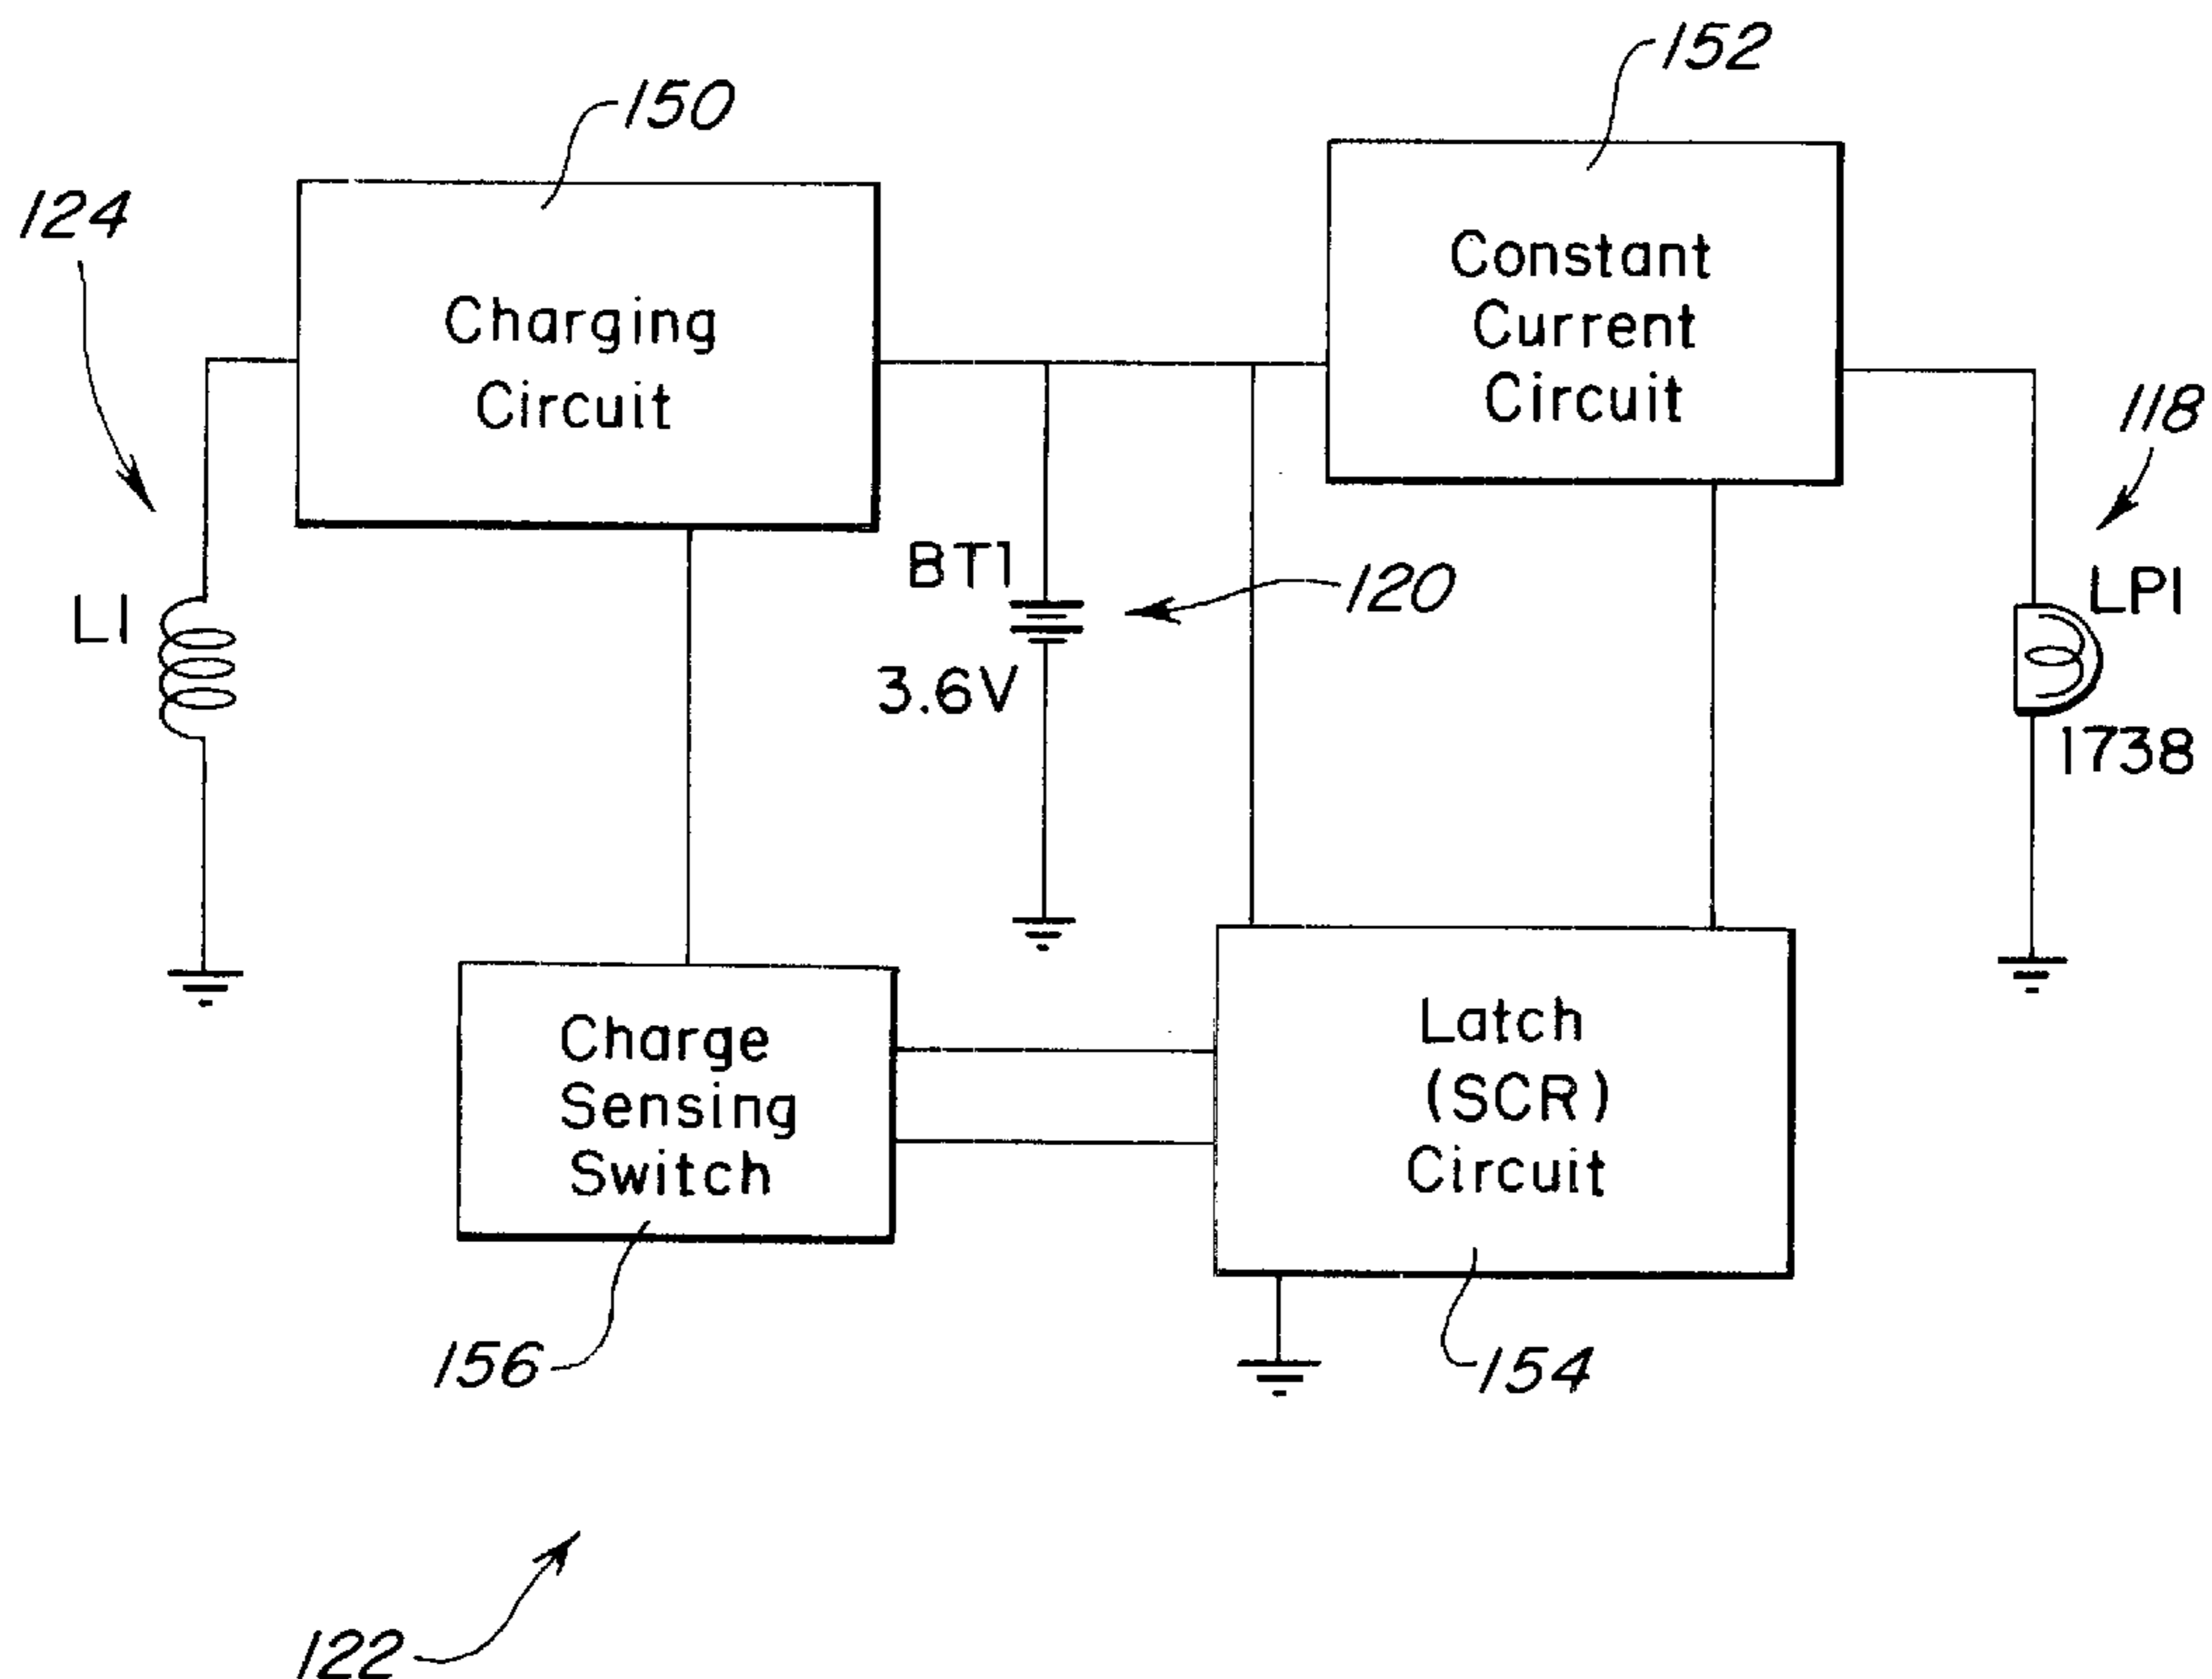 152
150
124
Charging
Circuit
Constant
Current
Circuit
118
BT1
120
L1
LP1
3.6V
1738
Charge
Sensing
Switch
Latch
(SCR)
Circuit
156
154
122